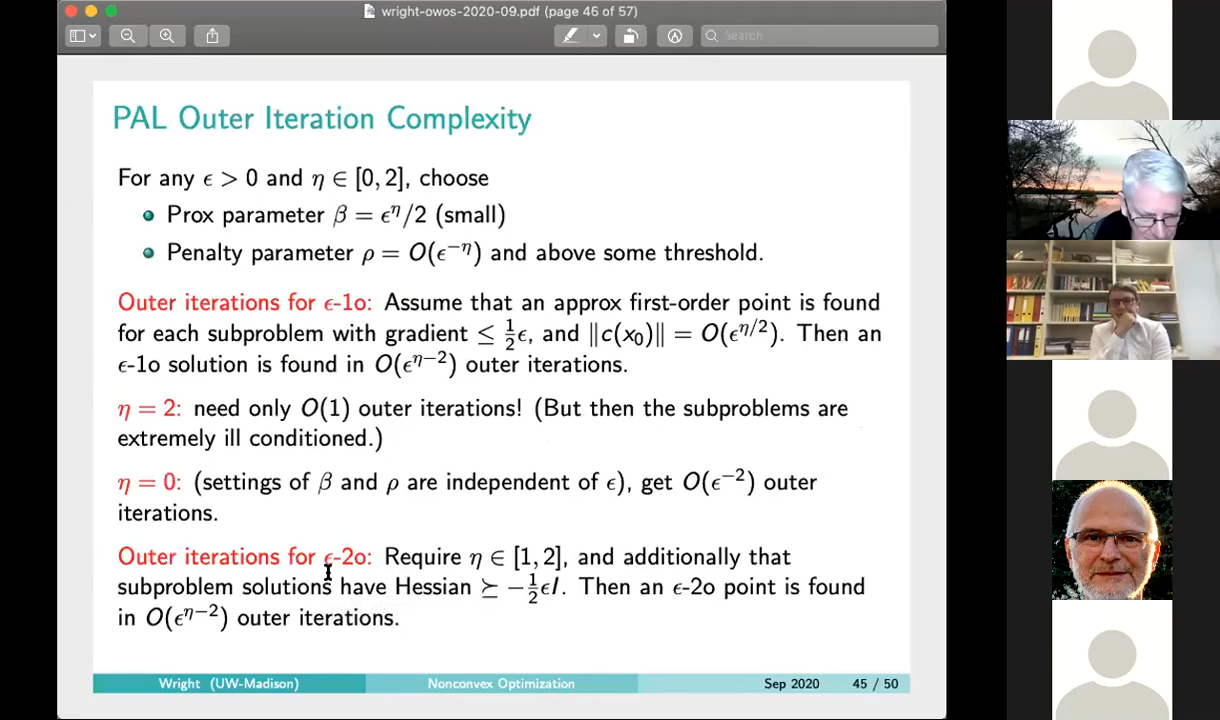 wright-owos-2020-09.pdf (page 46 of 57)
Search
PAL Outer Iteration Complexity
For any ϵ > 0 and η ∈ [0, 2], choose
Prox parameter β = ϵ^η/2 (small)
Penalty parameter ρ = O(ϵ^−η) and above some threshold.
Outer iterations for ϵ-1o: Assume that an approx first-order point is found
for each subproblem with gradient ≤ ½ϵ, and ‖c(x₀)‖ = O(ϵ^η/2). Then an
ϵ-1o solution is found in O(ϵ^η−2) outer iterations.
η = 2: need only O(1) outer iterations! (But then the subproblems are
extremely ill conditioned.)
η = 0: (settings of β and ρ are independent of ϵ), get O(ϵ^−2) outer
iterations.
Outer iterations for ϵ-2o: Require η ∈ [1, 2], and additionally that
subproblem solutions have Hessian ⪰ −½ϵI. Then an ϵ-2o point is found
in O(ϵ^η−2) outer iterations.
Wright (UW-Madison) Nonconvex Optimization Sep 2020 45 / 50